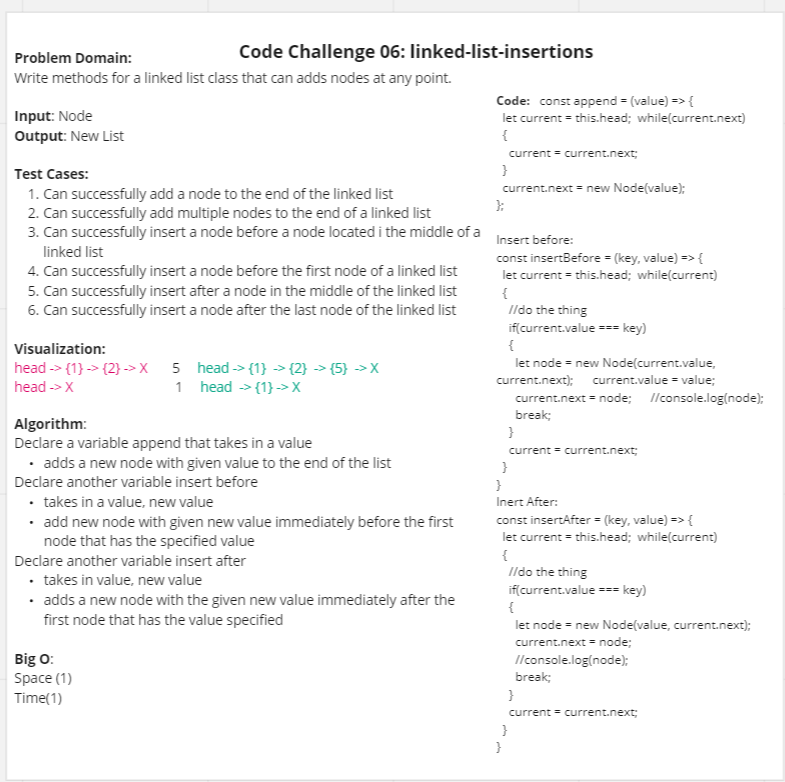 Code Challenge 06: linked-list-insertions
Problem Domain:
Write methods for a linked list class that can adds nodes at any point.
Input: Node
Output: New List
Test Cases:
1. Can successfully add a node to the end of the linked list
2. Can successfully add multiple nodes to the end of a linked list
3. Can successfully insert a node before a node located i the middle of a
linked list
4. Can successfully insert a node before the first node of a linked list
5. Can successfully insert after a node in the middle of the linked list
6. Can successfully insert a node after the last node of the linked list
Visualization:
head -> {1} -> {2} -> X 5 head -> {1} -> {2} -> {5} -> X
head -> X 1 head -> {1} -> X
Algorithm:
Declare a variable append that takes in a value
• adds a new node with given value to the end of the list
Declare another variable insert before
• takes in a value, new value
• add new node with given new value immediately before the first
node that has the specified value
Declare another variable insert after
• takes in value, new value
• adds a new node with the given new value immediately after the
first node that has the value specified
Big O:
Space (1)
Time(1)
Code: const append = (value) => {
let current = this.head; while(current.next)
{
current = current.next;
}
current.next = new Node(value);
};
Insert before:
const insertBefore = (key, value) => {
let current = this.head; while(current)
{
//do the thing
if(current.value === key)
{
let node = new Node(current.value,
current.next); current.value = value;
current.next = node; //console.log(node);
break;
}
current = current.next;
}
}
Inert After:
const insertAfter = (key, value) => {
let current = this.head; while(current)
{
//do the thing
if(current.value === key)
{
let node = new Node(value, current.next);
current.next = node;
//console.log(node);
break;
}
current = current.next;
}
}